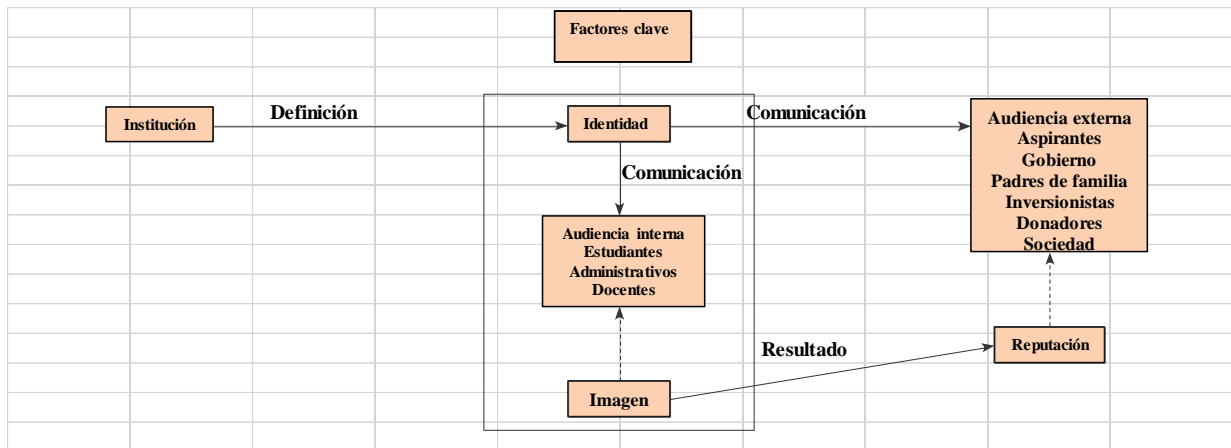 Factores clave
Definición
Comunicación
Institución
Identidad
Audiencia externa
Aspirantes
Gobierno
Padres de familia
Inversionistas
Donadores
Sociedad
Comunicación
Audiencia interna
Estudiantes
Administrativos
Docentes
Resultado
Reputación
Imagen